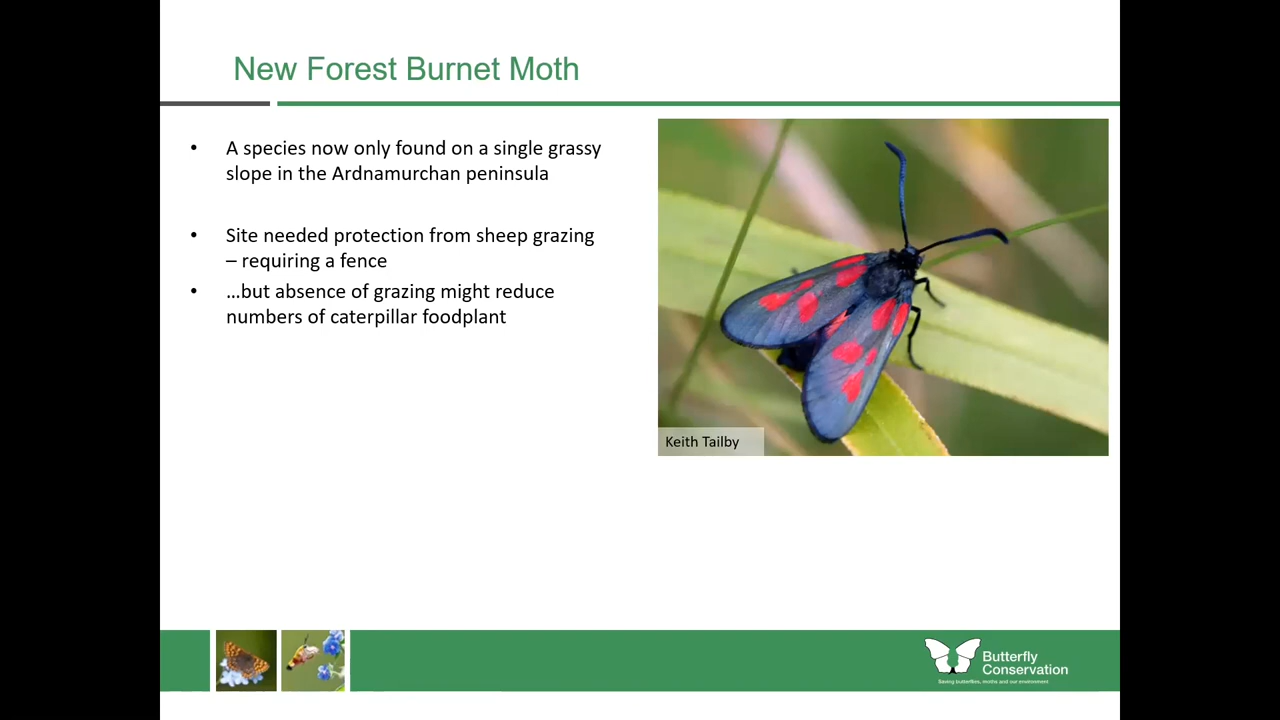 New Forest Burnet Moth
• A species now only found on a single grassy
slope in the Ardnamurchan peninsula
• Site needed protection from sheep grazing
– requiring a fence
• …but absence of grazing might reduce
numbers of caterpillar foodplant
Keith Tailby
Butterfly
Conservation
Saving butterflies, moths and our environment